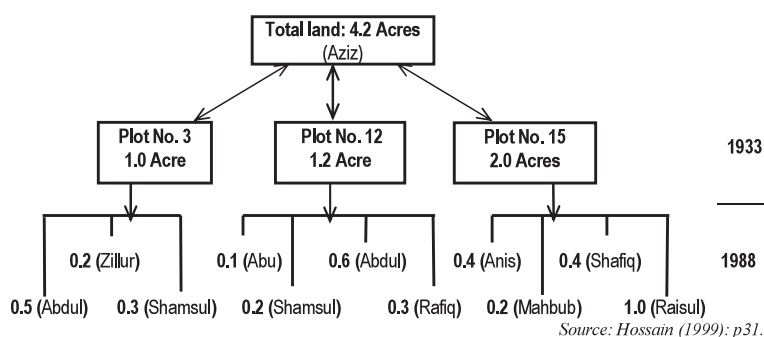 Total land: 4.2 Acres
(Aziz)
Plot No. 3
1.0 Acre
Plot No. 12
1.2 Acre
Plot No. 15
2.0 Acres
1933
0.2 (Zillur)
0.1 (Abu)
0.6 (Abdul)
0.4 (Anis)
0.4 (Shafiq)
1988
0.5 (Abdul)
0.3 (Shamsul)
0.2 (Shamsul)
0.3 (Rafiq)
0.2 (Mahbub)
1.0 (Raisul)
Source: Hossain (1999): p31.